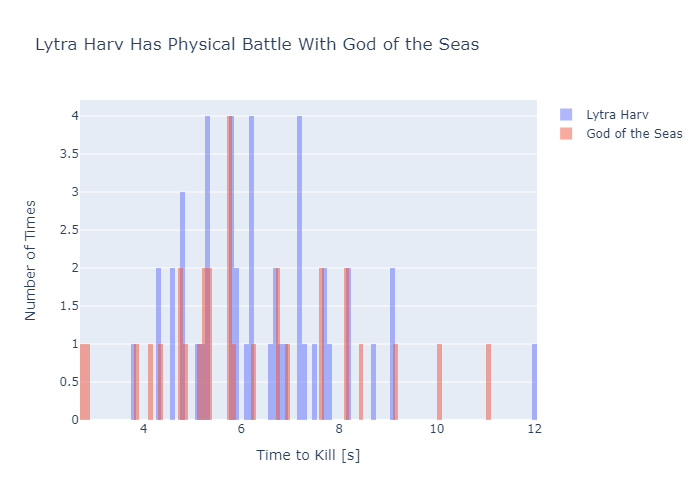 Lytra Harv Has Physical Battle With God of the Seas
Lytra Harv
God of the Seas
Number of Times
4
3.5
3
2.5
2
1.5
1
0.5
0
4 6 8 10 12
Time to Kill [s]